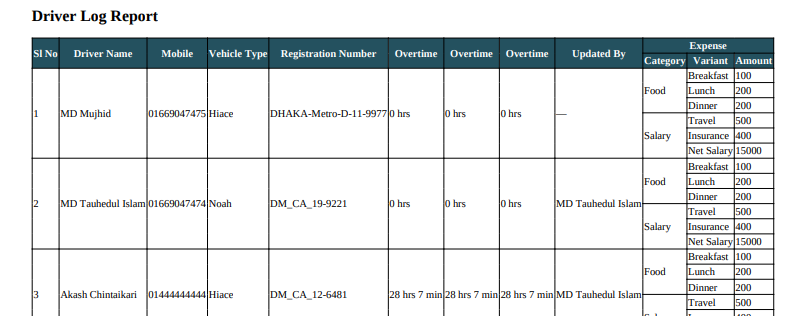 Driver Log Report
Sl No Driver Name Mobile Vehicle Type Registration Number Overtime Overtime Overtime Updated By Expense
Category Variant Amount
1 MD Mujhid 01669047475 Hiace DHAKA-Metro-D-11-9977 0 hrs 0 hrs 0 hrs — Food Breakfast 100
Lunch 200
Dinner 200
Salary Travel 500
Insurance 400
Net Salary 15000
2 MD Tauhedul Islam 01669047474 Noah DM_CA_19-9221 0 hrs 0 hrs 0 hrs MD Tauhedul Islam Food Breakfast 100
Lunch 200
Dinner 200
Salary Travel 500
Insurance 400
Net Salary 15000
3 Akash Chintaikari 01444444444 Hiace DM_CA_12-6481 28 hrs 7 min 28 hrs 7 min 28 hrs 7 min MD Tauhedul Islam Food Breakfast 100
Lunch 200
Dinner 200
Travel 500